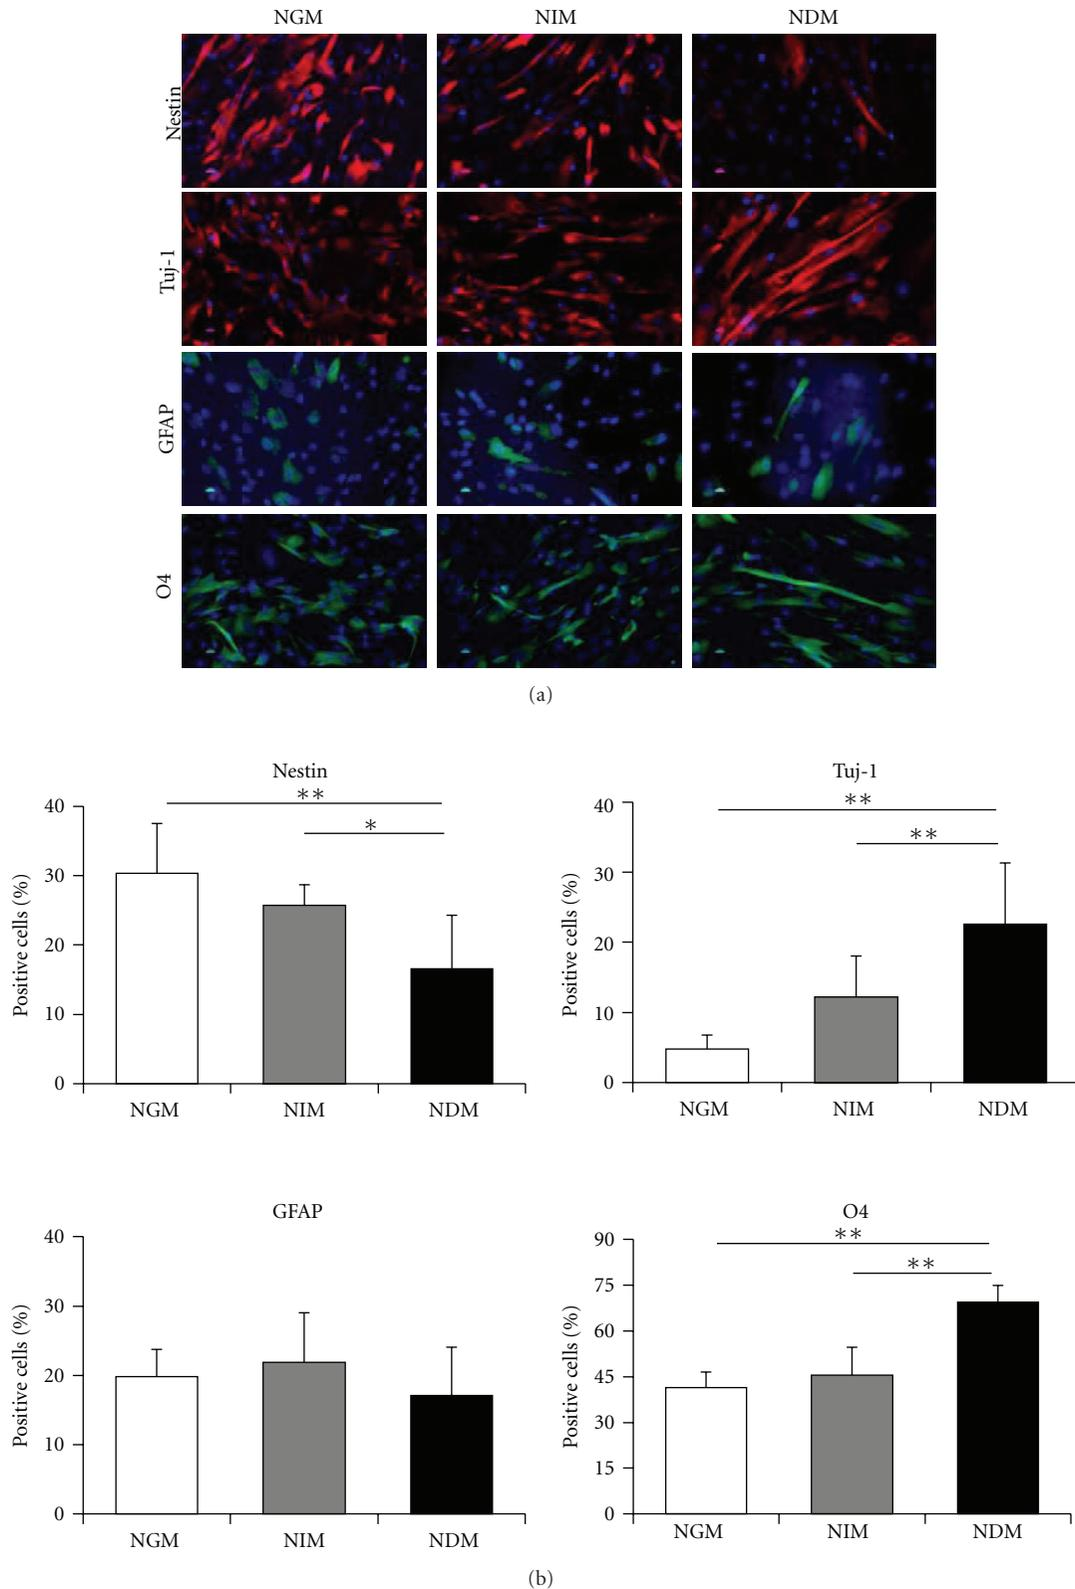 NGM NIM NDM
Nestin
Tuj-1
GFAP
O4
(a)
Nestin
**
*
40
30
20
10
0
Positive cells (%)
NGM NIM NDM
Tuj-1
**
**
40
30
20
10
0
Positive cells (%)
NGM NIM NDM
GFAP
40
30
20
10
0
Positive cells (%)
NGM NIM NDM
O4
**
**
90
75
60
45
30
15
0
Positive cells (%)
NGM NIM NDM
(b)